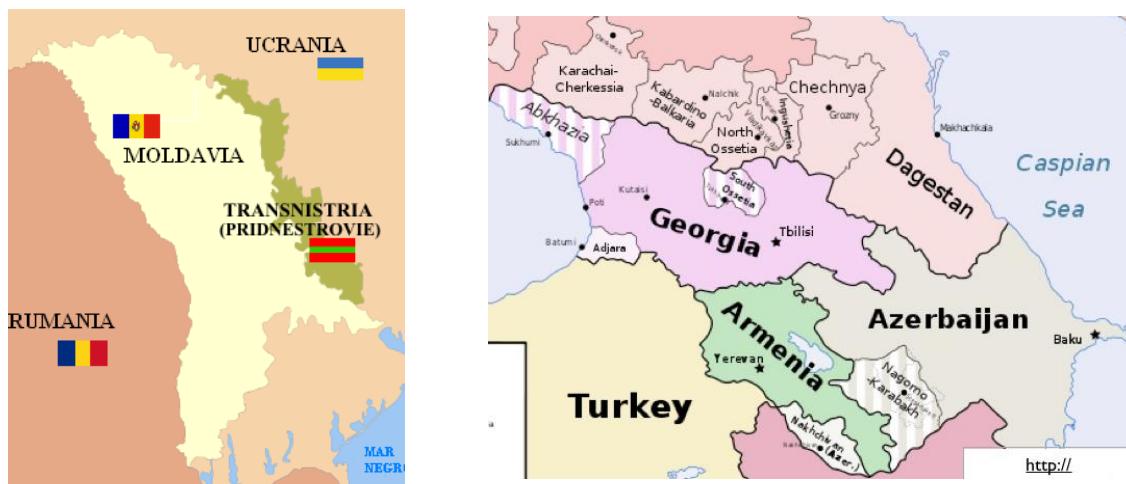 UCRANIA
MOLDAVIA
TRANSNISTRIA
(PRIDNESTROVIE)
RUMANIA
MAR
NEGRO
Karachai-
Cherkessia
Kabardino
-Balkaria
Nalchik
Ingushetia
Vladikavkaz
North
Ossetia
Chechnya
Grozny
Makhachkala
Dagestan
Caspian
Sea
Abkhazia
Sukhumi
South
Ossetia
Kutaisi
Poti
Georgia
Tbilisi
Batumi
Adjara
Armenia
Yerevan
Azerbaijan
Baku
Nagorno
-Karabakh
Turkey
Nakhchivan
(Azer.)
a
http://